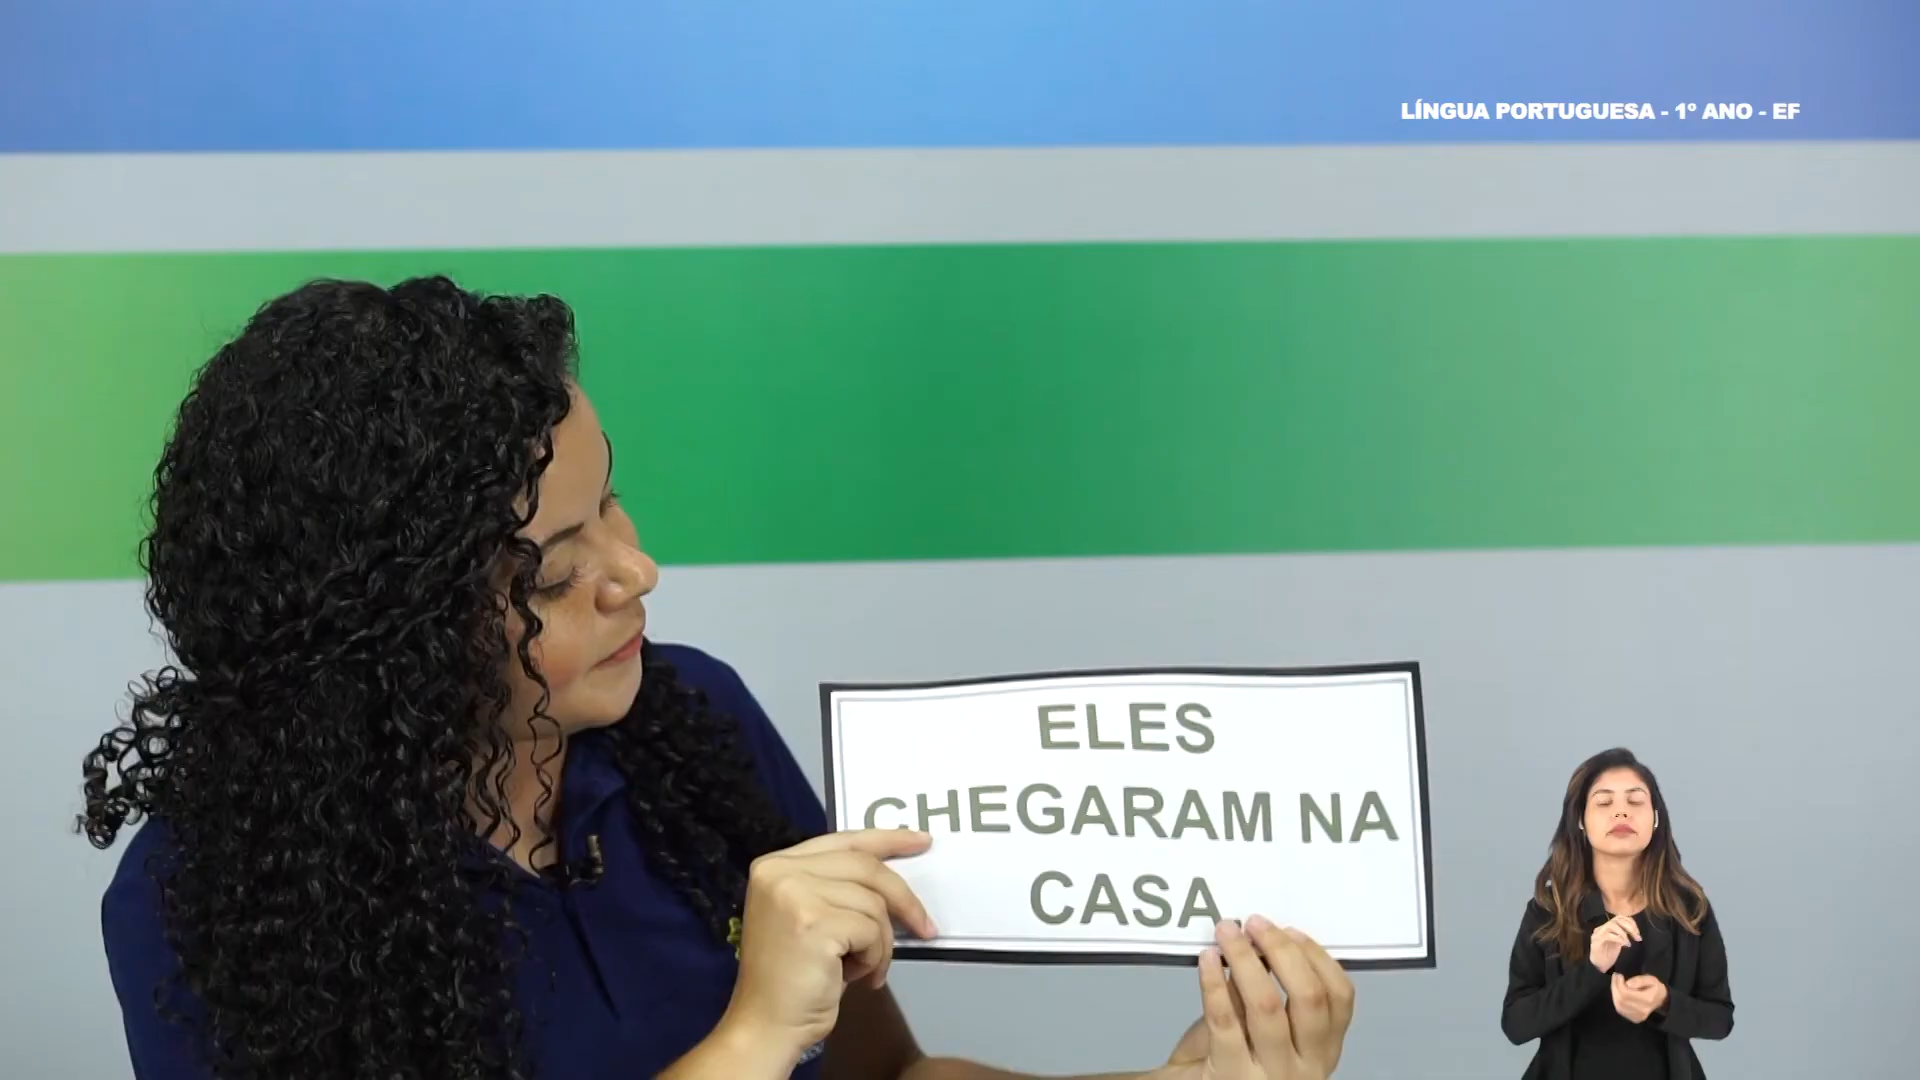 LÍNGUA PORTUGUESA - 1º ANO - EF
ELES
CHEGARAM NA
CASA.